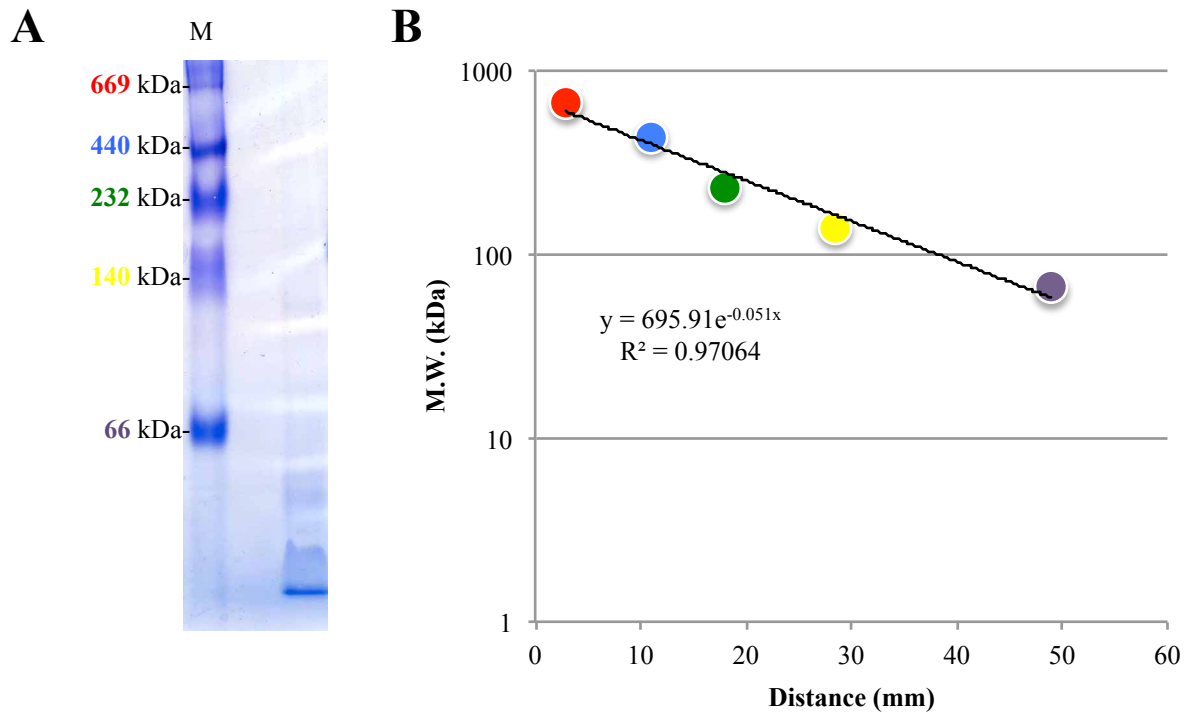 A
M
669 kDa-
440 kDa-
232 kDa-
140 kDa-
66 kDa-
B
1000
100
10
1
M.W. (kDa)
y = 695.91e^-0.051x
R² = 0.97064
0 10 20 30 40 50 60
Distance (mm)